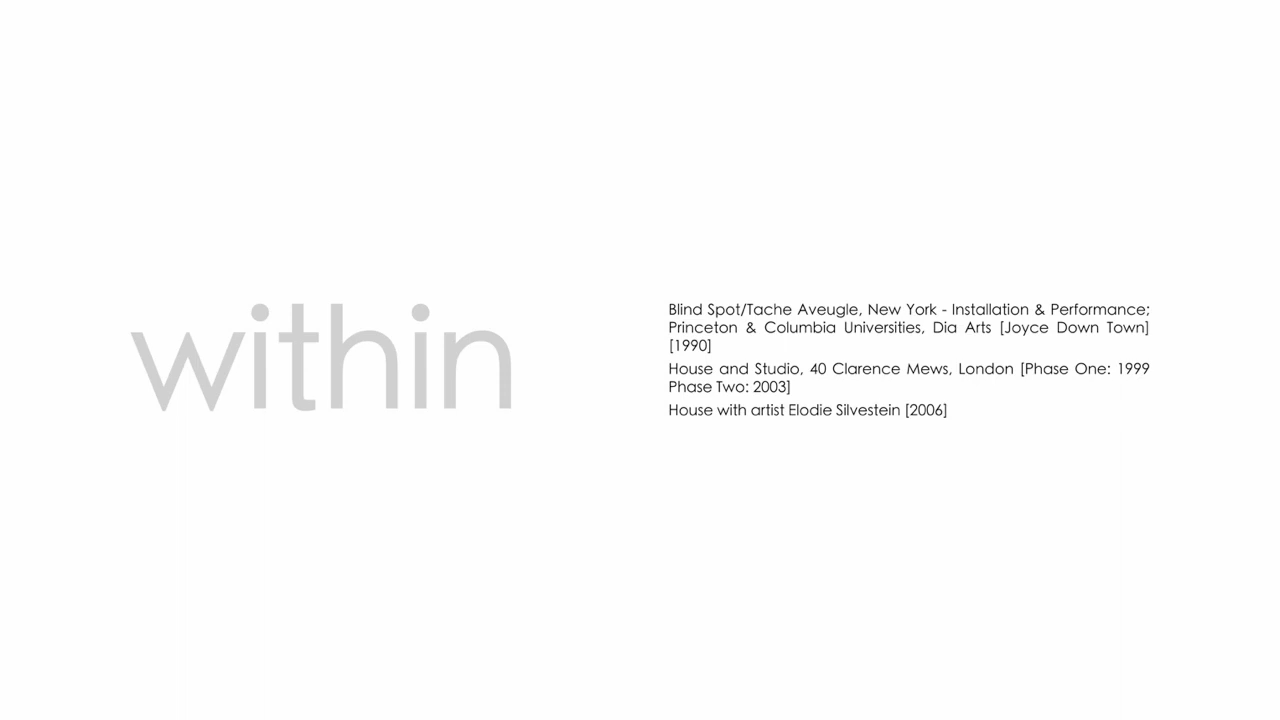 within
Blind Spot/Tache Aveugle, New York - Installation & Performance;
Princeton & Columbia Universities, Dia Arts [Joyce Down Town]
[1990]
House and Studio, 40 Clarence Mews, London [Phase One: 1999
Phase Two: 2003]
House with artist Elodie Silvestein [2006]